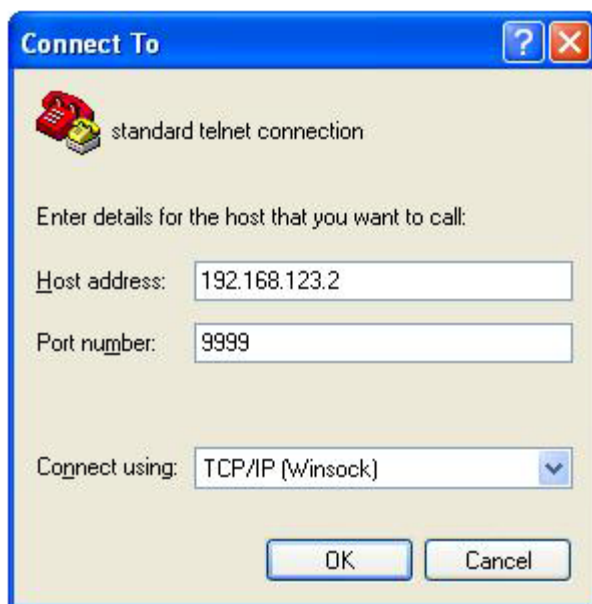 Connect To
?
standard telnet connection
Enter details for the host that you want to call:
Host address: 192.168.123.2
Port number: 9999
Connect using: TCP/IP (Winsock)
OK Cancel